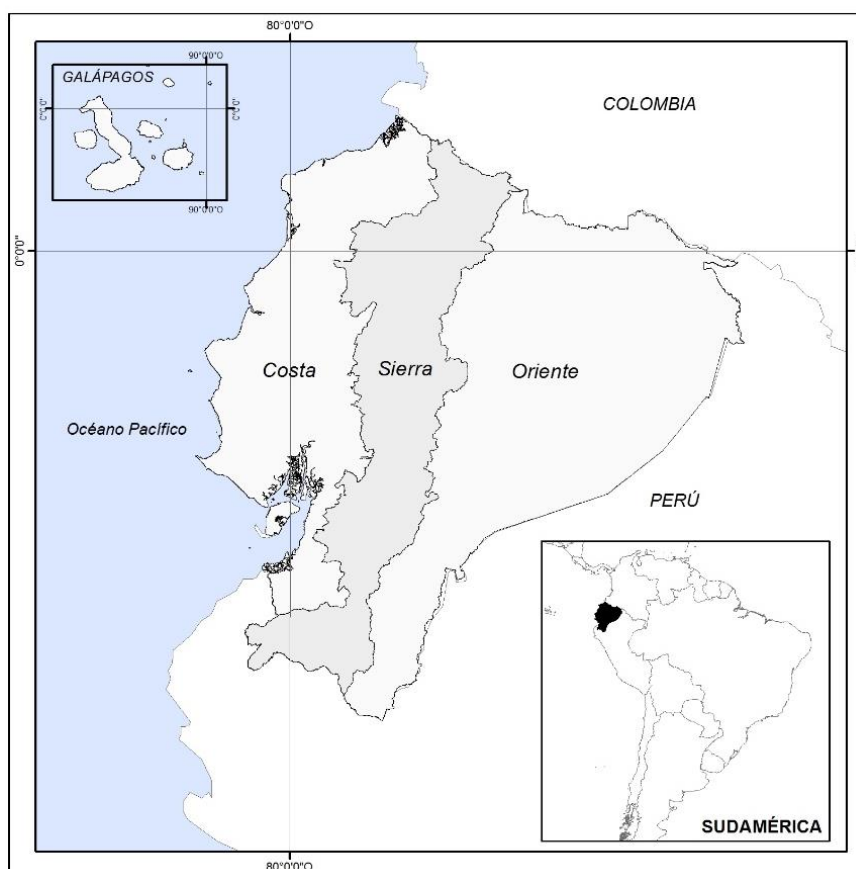 80°0'0"O
90°0'0"O
GALÁPAGOS
0°0'0"
0°0'0"
90°0'0"O
COLOMBIA
0°0'0"
Costa
Sierra
Oriente
Océano Pacífico
PERÚ
SUDAMÉRICA
80°0'0"O